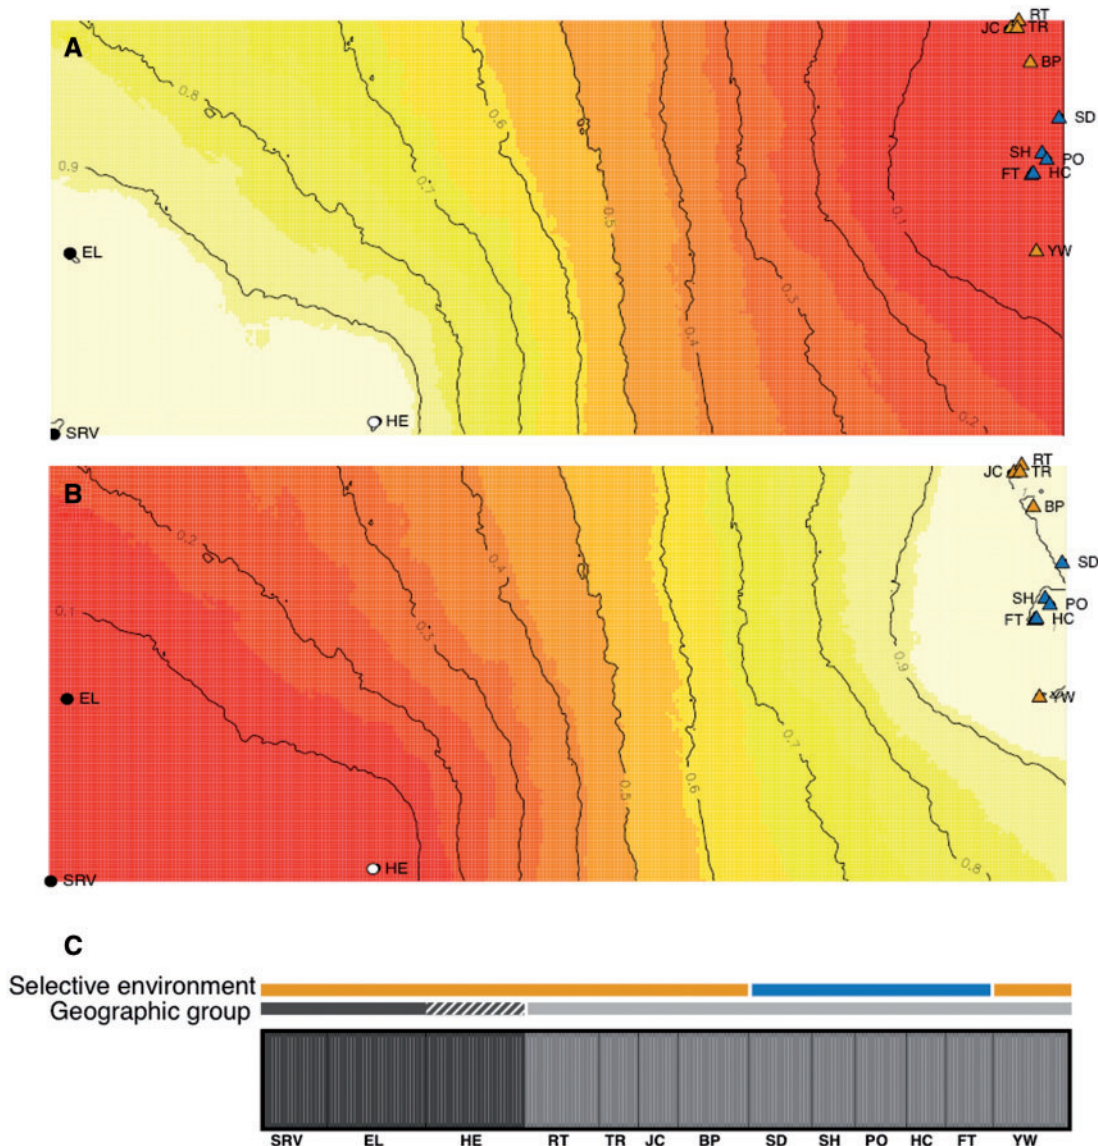 A
RT
JC TR
BP
SD
SH PO
FT HC
YW
EL
SRV
HE
0.9
0.8
0.7
0.6
0.5
0.4
0.3
0.2
0.1
B
RT
JC TR
BP
SD
SH PO
FT HC
YW
EL
SRV
HE
0.1
0.2
0.3
0.4
0.5
0.6
0.7
0.8
0.9
C
Selective environment
Geographic group
SRV EL HE RT TR JC BP SD SH PO HC FT YW